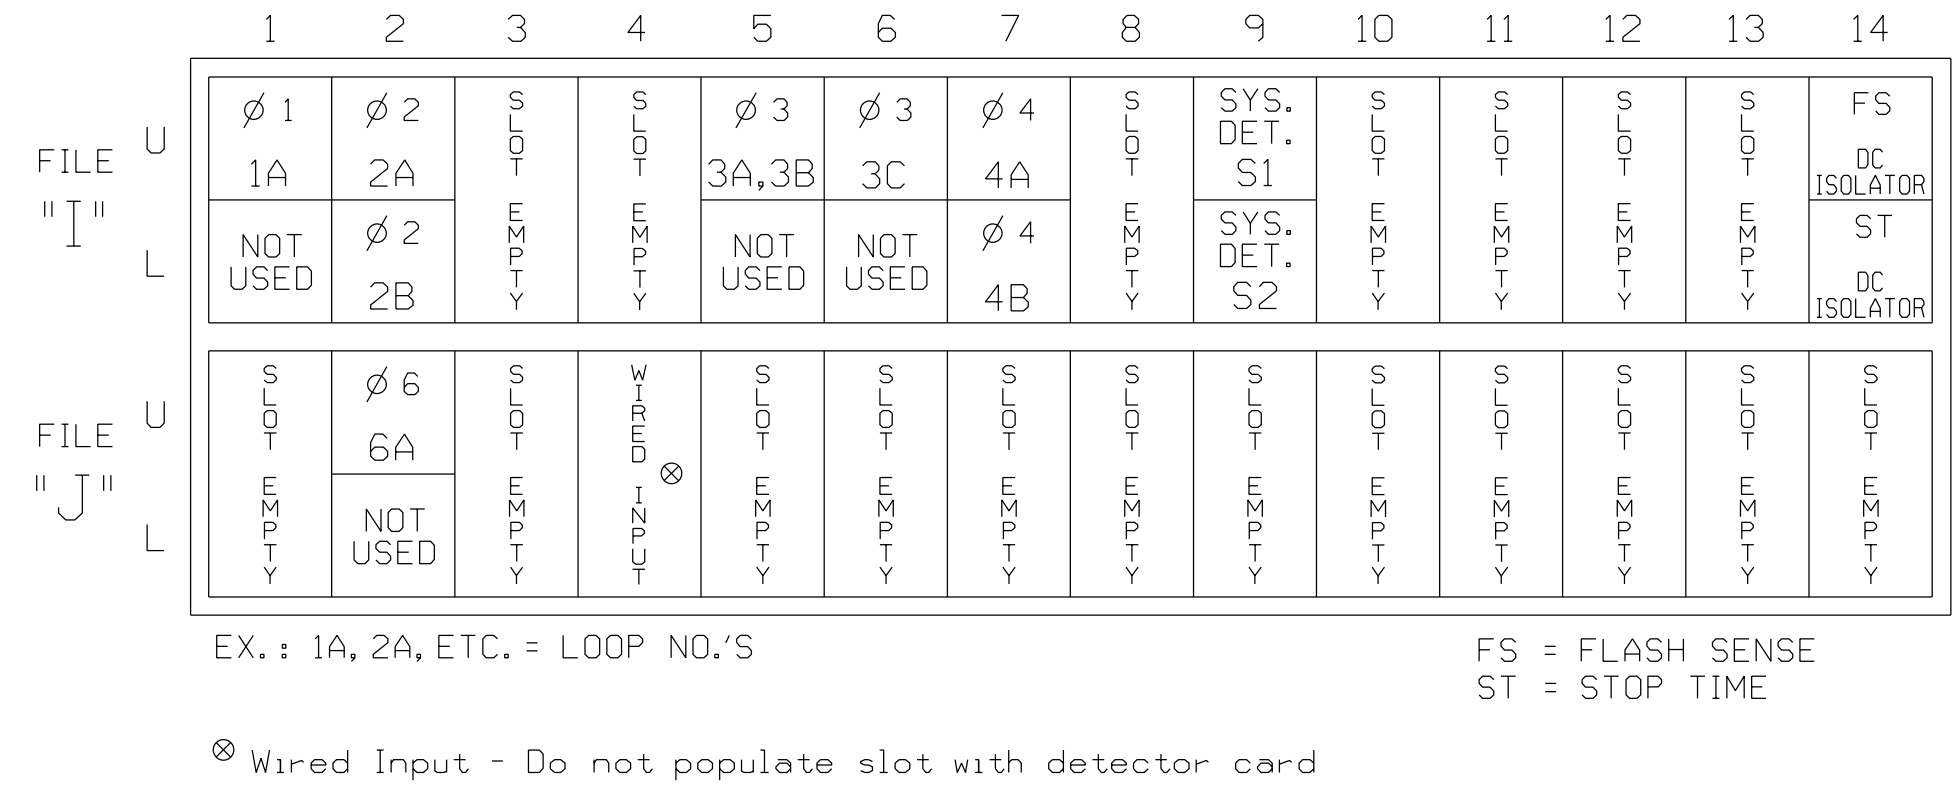 1 2 3 4 5 6 7 8 9 10 11 12 13 14
FILE "I"
U
Ø 1 1A
Ø 2 2A
SLOT EMPTY
SLOT EMPTY
Ø 3 3A,3B
Ø 3 3C
Ø 4 4A
SLOT EMPTY
SYS. DET. S1
SLOT EMPTY
SLOT EMPTY
SLOT EMPTY
SLOT EMPTY
FS DC ISOLATOR
L
NOT USED
Ø 2 2B
NOT USED
NOT USED
Ø 4 4B
SYS. DET. S2
ST DC ISOLATOR
FILE "J"
U
SLOT EMPTY
Ø 6 6A
SLOT EMPTY
WIRED INPUT ⊗
SLOT EMPTY
SLOT EMPTY
SLOT EMPTY
SLOT EMPTY
SLOT EMPTY
SLOT EMPTY
SLOT EMPTY
SLOT EMPTY
SLOT EMPTY
SLOT EMPTY
L
NOT USED
EX.: 1A, 2A, ETC. = LOOP NO.'S
FS = FLASH SENSE
ST = STOP TIME
⊗ Wired Input - Do not populate slot with detector card